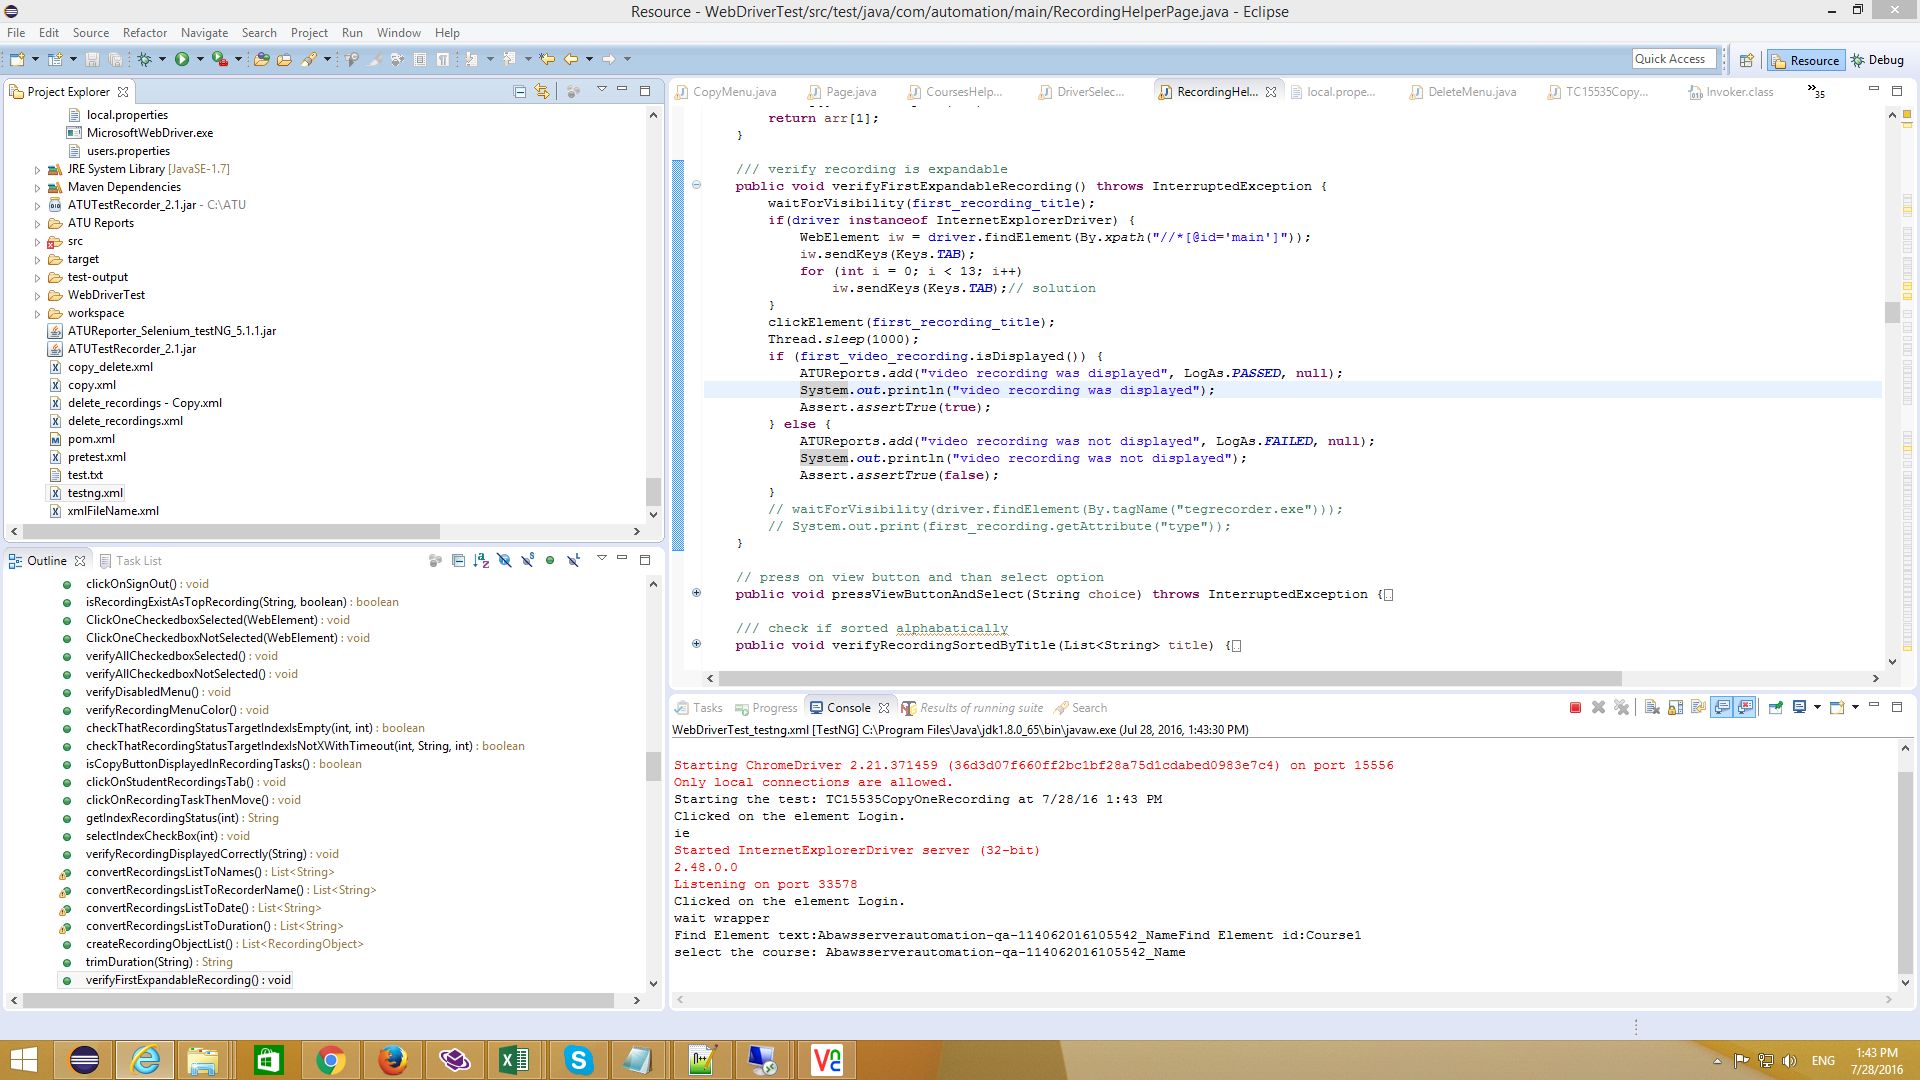 Resource - WebDriverTest/src/test/java/com/automation/main/RecordingHelperPage.java - Eclipse
File Edit Source Refactor Navigate Search Project Run Window Help
Quick Access
Resource
Debug
Project Explorer
local.properties
MicrosoftWebDriver.exe
users.properties
JRE System Library [JavaSE-1.7]
Maven Dependencies
ATUTestRecorder_2.1.jar - C:\ATU
ATU Reports
src
target
test-output
WebDriverTest
workspace
ATUReporter_Selenium_testNG_5.1.1.jar
ATUTestRecorder_2.1.jar
copy_delete.xml
copy.xml
delete_recordings - Copy.xml
delete_recordings.xml
pom.xml
pretest.xml
test.txt
testng.xml
xmlFileName.xml
Outline
Task List
clickOnSignOut() : void
isRecordingExistAsTopRecording(String, boolean) : boolean
ClickOneCheckedboxSelected(WebElement) : void
ClickOneCheckedboxNotSelected(WebElement) : void
verifyAllCheckedboxSelected() : void
verifyAllCheckedboxNotSelected() : void
verifyDisabledMenu() : void
verifyRecordingMenuColor() : void
checkThatRecordingStatusTargetIndexIsEmpty(int, int) : boolean
checkThatRecordingStatusTargetIndexIsNotXWithTimeout(int, String, int) : boolean
isCopyButtonDisplayedInRecordingTasks() : boolean
clickOnStudentRecordingsTab() : void
clickOnRecordingTaskThenMove() : void
getIndexRecordingStatus(int) : String
selectIndexCheckBox(int) : void
verifyRecordingDisplayedCorrectly(String) : void
convertRecordingsListToNames() : List<String>
convertRecordingsListToRecorderName() : List<String>
convertRecordingsListToDate() : List<String>
convertRecordingsListToDuration() : List<String>
createRecordingObjectList() : List<RecordingObject>
trimDuration(String) : String
verifyFirstExpandableRecording() : void
CopyMenu.java
Page.java
CoursesHelp...
DriverSelec...
RecordingHel...
local.prope...
DeleteMenu.java
TC15535Copy...
Invoker.class
35
return arr[1];
}
/// verify recording is expandable
public void verifyFirstExpandableRecording() throws InterruptedException {
waitForVisibility(first_recording_title);
if(driver instanceof InternetExplorerDriver) {
WebElement iw = driver.findElement(By.xpath("//*[@id='main']"));
iw.sendKeys(Keys.TAB);
for (int i = 0; i < 13; i++)
iw.sendKeys(Keys.TAB);// solution
}
clickElement(first_recording_title);
Thread.sleep(1000);
if (first_video_recording.isDisplayed()) {
ATUReports.add("video recording was displayed", LogAs.PASSED, null);
System.out.println("video recording was displayed");
Assert.assertTrue(true);
} else {
ATUReports.add("video recording was not displayed", LogAs.FAILED, null);
System.out.println("video recording was not displayed");
Assert.assertTrue(false);
}
// waitForVisibility(driver.findElement(By.tagName("tegrecorder.exe")));
// System.out.print(first_recording.getAttribute("type"));
}
// press on view button and than select option
public void pressViewButtonAndSelect(String choice) throws InterruptedException {
/// check if sorted alphabatically
public void verifyRecordingSortedByTitle(List<String> title) {
Tasks
Progress
Console
Results of running suite
Search
WebDriverTest_testng.xml [TestNG] C:\Program Files\Java\jdk1.8.0_65\bin\javaw.exe (Jul 28, 2016, 1:43:30 PM)
Starting ChromeDriver 2.21.371459 (36d3d07f660ff2bc1bf28a75d1cdabed0983e7c4) on port 15556
Only local connections are allowed.
Starting the test: TC15535CopyOneRecording at 7/28/16 1:43 PM
Clicked on the element Login.
ie
Started InternetExplorerDriver server (32-bit)
2.48.0.0
Listening on port 33578
Clicked on the element Login.
wait wrapper
Find Element text:Abawsserverautomation-qa-114062016105542_NameFind Element id:Course1
select the course: Abawsserverautomation-qa-114062016105542_Name
ENG
1:43 PM
7/28/2016